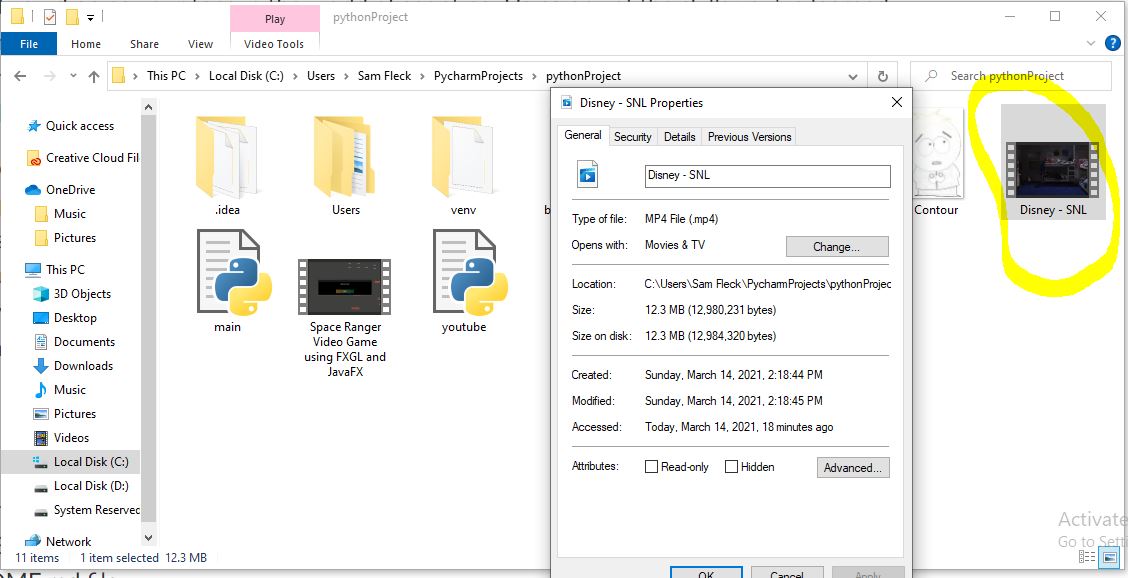 Play
pythonProject
File
Home
Share
View
Video Tools
This PC
Local Disk (C:)
Users
Sam Fleck
PycharmProjects
pythonProject
Search pythonProject
Quick access
Creative Cloud Fil
OneDrive
Music
Pictures
This PC
3D Objects
Desktop
Documents
Downloads
Music
Pictures
Videos
Local Disk (C:)
Local Disk (D:)
System Reserved
Network
.idea
Users
venv
b
Contour
Disney - SNL
main
Space Ranger
Video Game
using FXGL and
JavaFX
youtube
Disney - SNL Properties
General
Security
Details
Previous Versions
Disney - SNL
Type of file:
MP4 File (.mp4)
Opens with:
Movies & TV
Change...
Location:
C:\Users\Sam Fleck\PycharmProjects\pythonProjec
Size:
12.3 MB (12,980,231 bytes)
Size on disk:
12.3 MB (12,984,320 bytes)
Created:
Sunday, March 14, 2021, 2:18:44 PM
Modified:
Sunday, March 14, 2021, 2:18:45 PM
Accessed:
Today, March 14, 2021, 18 minutes ago
Attributes:
Read-only
Hidden
Advanced...
OK
Cancel
Apply
Activate
Go to Setti
11 items
1 item selected 12.3 MB